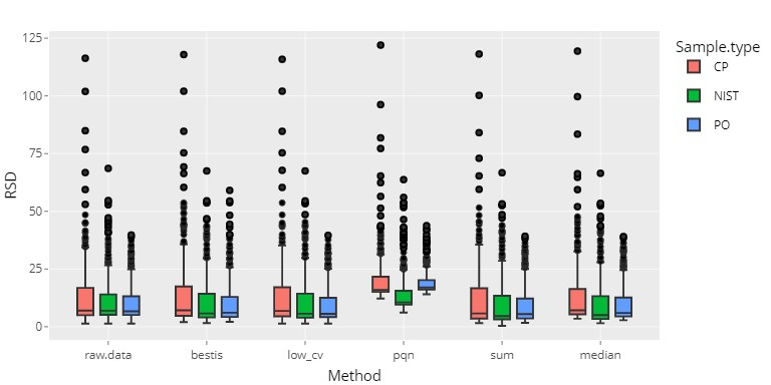 125
100
75
50
25
0
RSD
raw.data bestis low_cv pqn sum median
Method
Sample.type
CP
NIST
PO